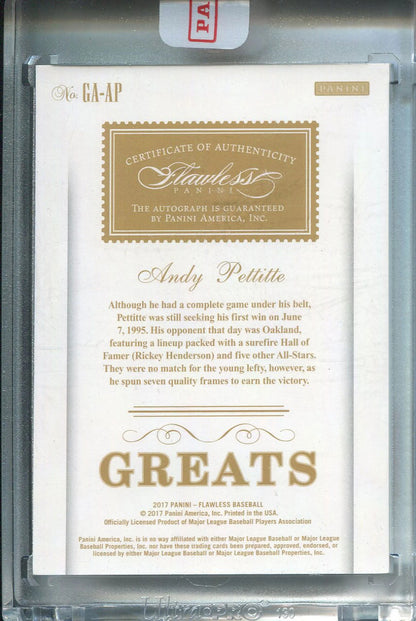 PA
No. GA-AP
PANINI
CERTIFICATE OF AUTHENTICITY
Flawless
PANINI
THE AUTOGRAPH IS GUARANTEED
BY PANINI AMERICA, INC.
Andy Pettitte
Although he had a complete game under his belt,
Pettitte was still seeking his first win on June
7, 1995. His opponent that day was Oakland,
featuring a lineup packed with a surefire Hall of
Famer (Rickey Henderson) and five other All-Stars.
They were no match for the young lefty, however, as
he spun seven quality frames to earn the victory.
GREATS
2017 PANINI – FLAWLESS BASEBALL
© 2017 Panini America, Inc. Printed in the USA.
Officially Licensed Product of Major League Baseball Players Association
Panini America, Inc. is in no way affiliated with either Major League Baseball or Major League
Baseball Properties, Inc. nor have these trading cards been prepared, approved, endorsed, or
licensed by either Major League Baseball or Major League Baseball Properties, Inc.
UltraPRO